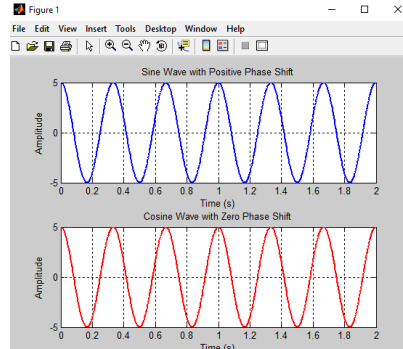 Figure 1
File Edit View Insert Tools Desktop Window Help
Sine Wave with Positive Phase Shift
5
0
-5
Amplitude
0 0.2 0.4 0.6 0.8 1 1.2 1.4 1.6 1.8 2
Time (s)
Cosine Wave with Zero Phase Shift
5
0
-5
Amplitude
0 0.2 0.4 0.6 0.8 1 1.2 1.4 1.6 1.8 2
Time (s)